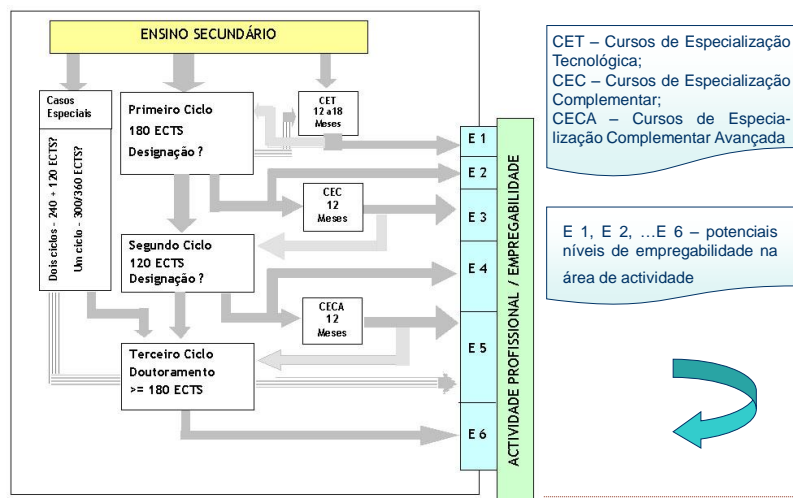 ENSINO SECUNDÁRIO
Casos
Especiais
Dois ciclos - 240 + 120 ECTS?
Um ciclo - 300/360 ECTS?
Primeiro Ciclo
180 ECTS
Designação ?
CET
12 a 18
Meses
CEC
12
Meses
Segundo Ciclo
120 ECTS
Designação ?
CECA
12
Meses
Terceiro Ciclo
Doutoramento
>= 180 ECTS
E 1
E 2
E 3
E 4
E 5
E 6
ACTIVIDADE PROFISSIONAL / EMPREGABILIDADE
CET – Cursos de Especialização
Tecnológica;
CEC – Cursos de Especialização
Complementar;
CECA – Cursos de Especia-
lização Complementar Avançada
E 1, E 2, ...E 6 – potenciais
níveis de empregabilidade na
área de actividade